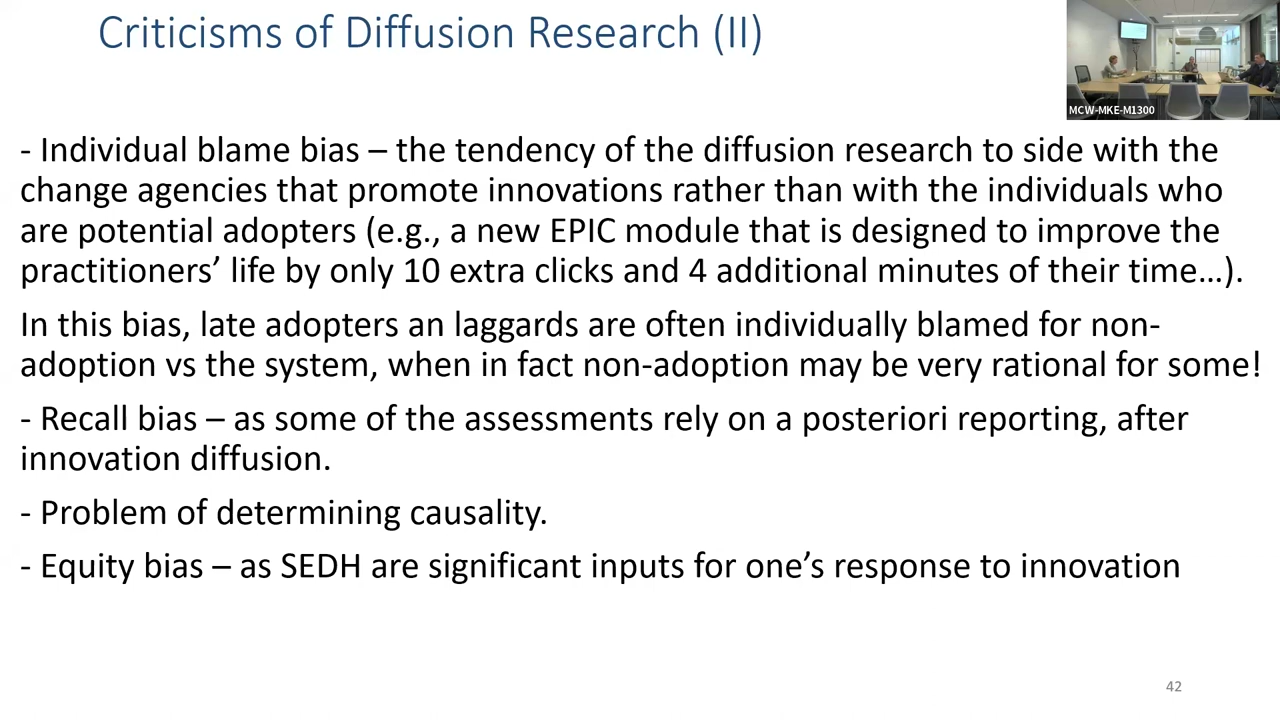 Criticisms of Diffusion Research (II)
MCW-MKE-M1300
- Individual blame bias – the tendency of the diffusion research to side with the
change agencies that promote innovations rather than with the individuals who
are potential adopters (e.g., a new EPIC module that is designed to improve the
practitioners’ life by only 10 extra clicks and 4 additional minutes of their time…).
In this bias, late adopters an laggards are often individually blamed for non-
adoption vs the system, when in fact non-adoption may be very rational for some!
- Recall bias – as some of the assessments rely on a posteriori reporting, after
innovation diffusion.
- Problem of determining causality.
- Equity bias – as SEDH are significant inputs for one’s response to innovation
42